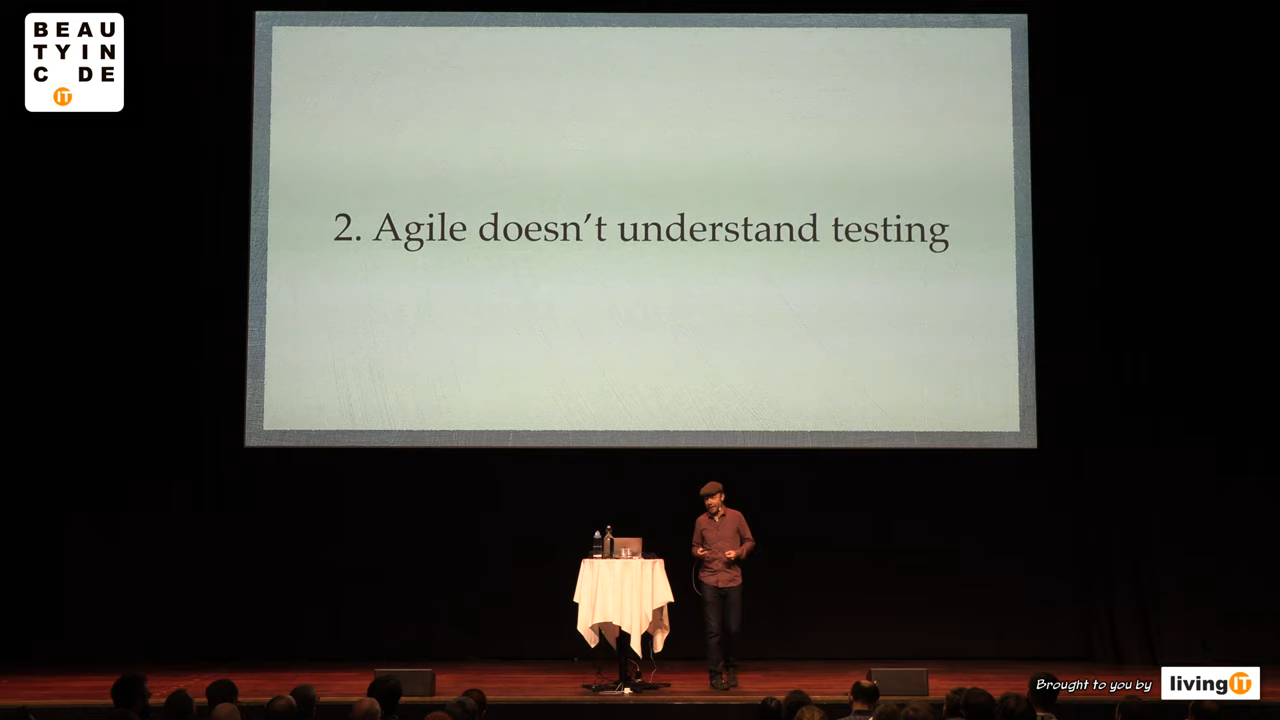 BEAU
TYIN
C DE
IT
2. Agile doesn’t understand testing
Brought to you by
livingIT